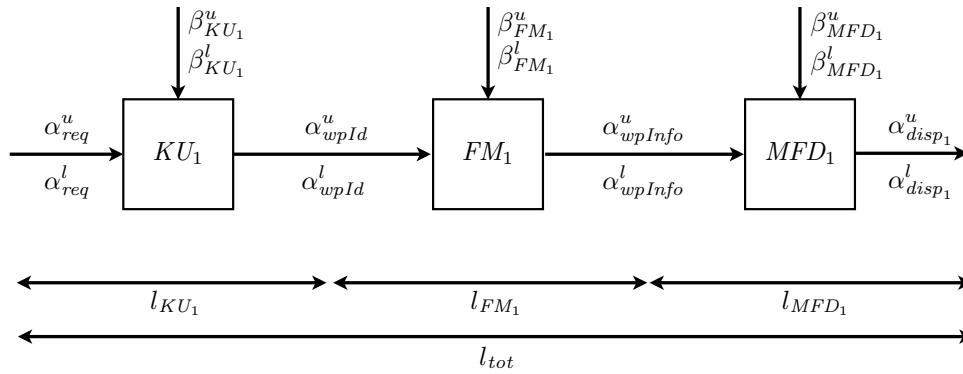 β^u_{KU_1} β^u_{FM_1} β^u_{MFD_1}
β^l_{KU_1} β^l_{FM_1} β^l_{MFD_1}
α^u_{req} α^u_{wpId} α^u_{wpInfo} α^u_{disp_1}
KU_1 FM_1 MFD_1
α^l_{req} α^l_{wpId} α^l_{wpInfo} α^l_{disp_1}
l_{KU_1} l_{FM_1} l_{MFD_1}
l_{tot}